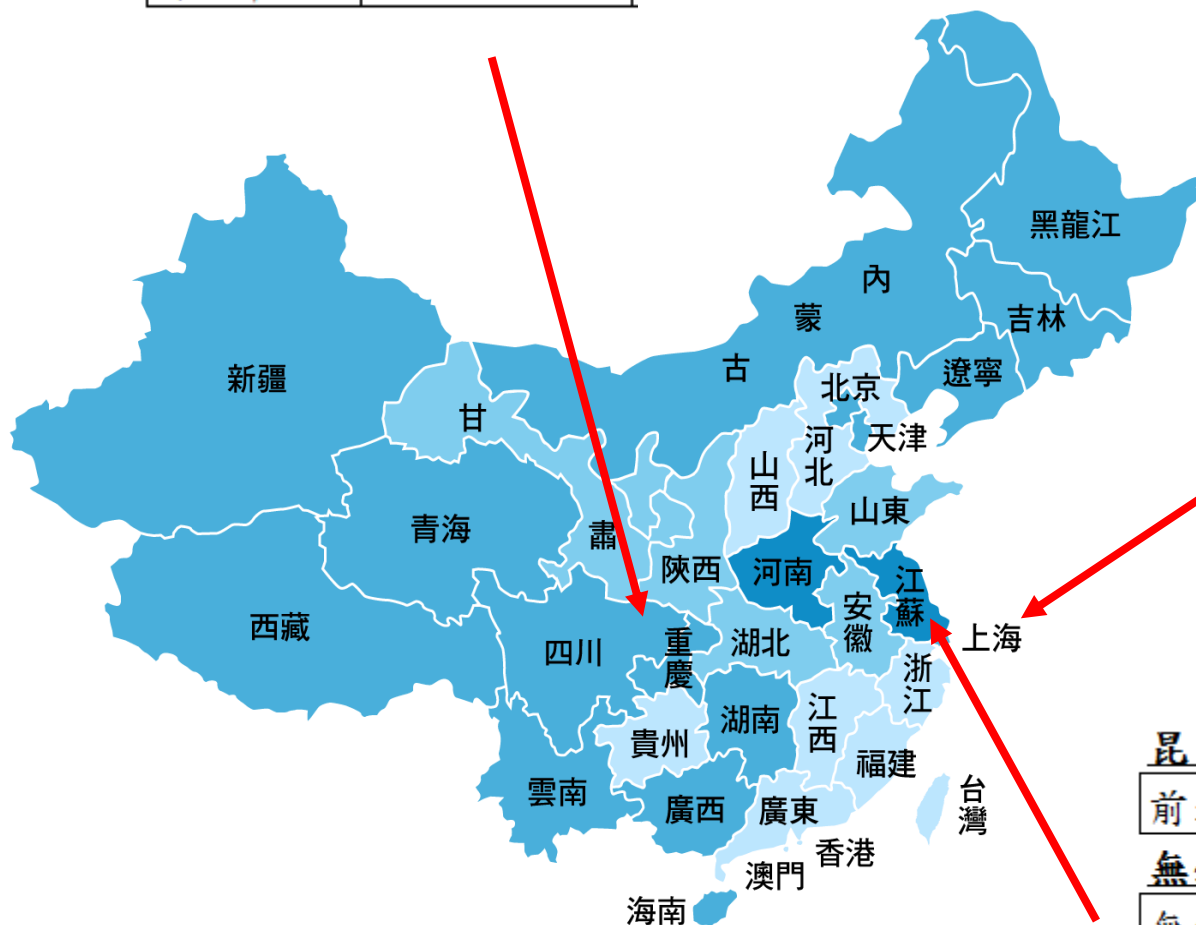 黑龍江
內
蒙
古
吉林
遼寧
新疆
北京
甘
天津
河北
山西
山東
青海
肅
陝西
河南
江蘇
安徽
西藏
四川
重慶
湖北
上海
浙江
湖南
江西
貴州
福建
雲南
廣西
廣東
台灣
香港
澳門
海南
昆
前
無